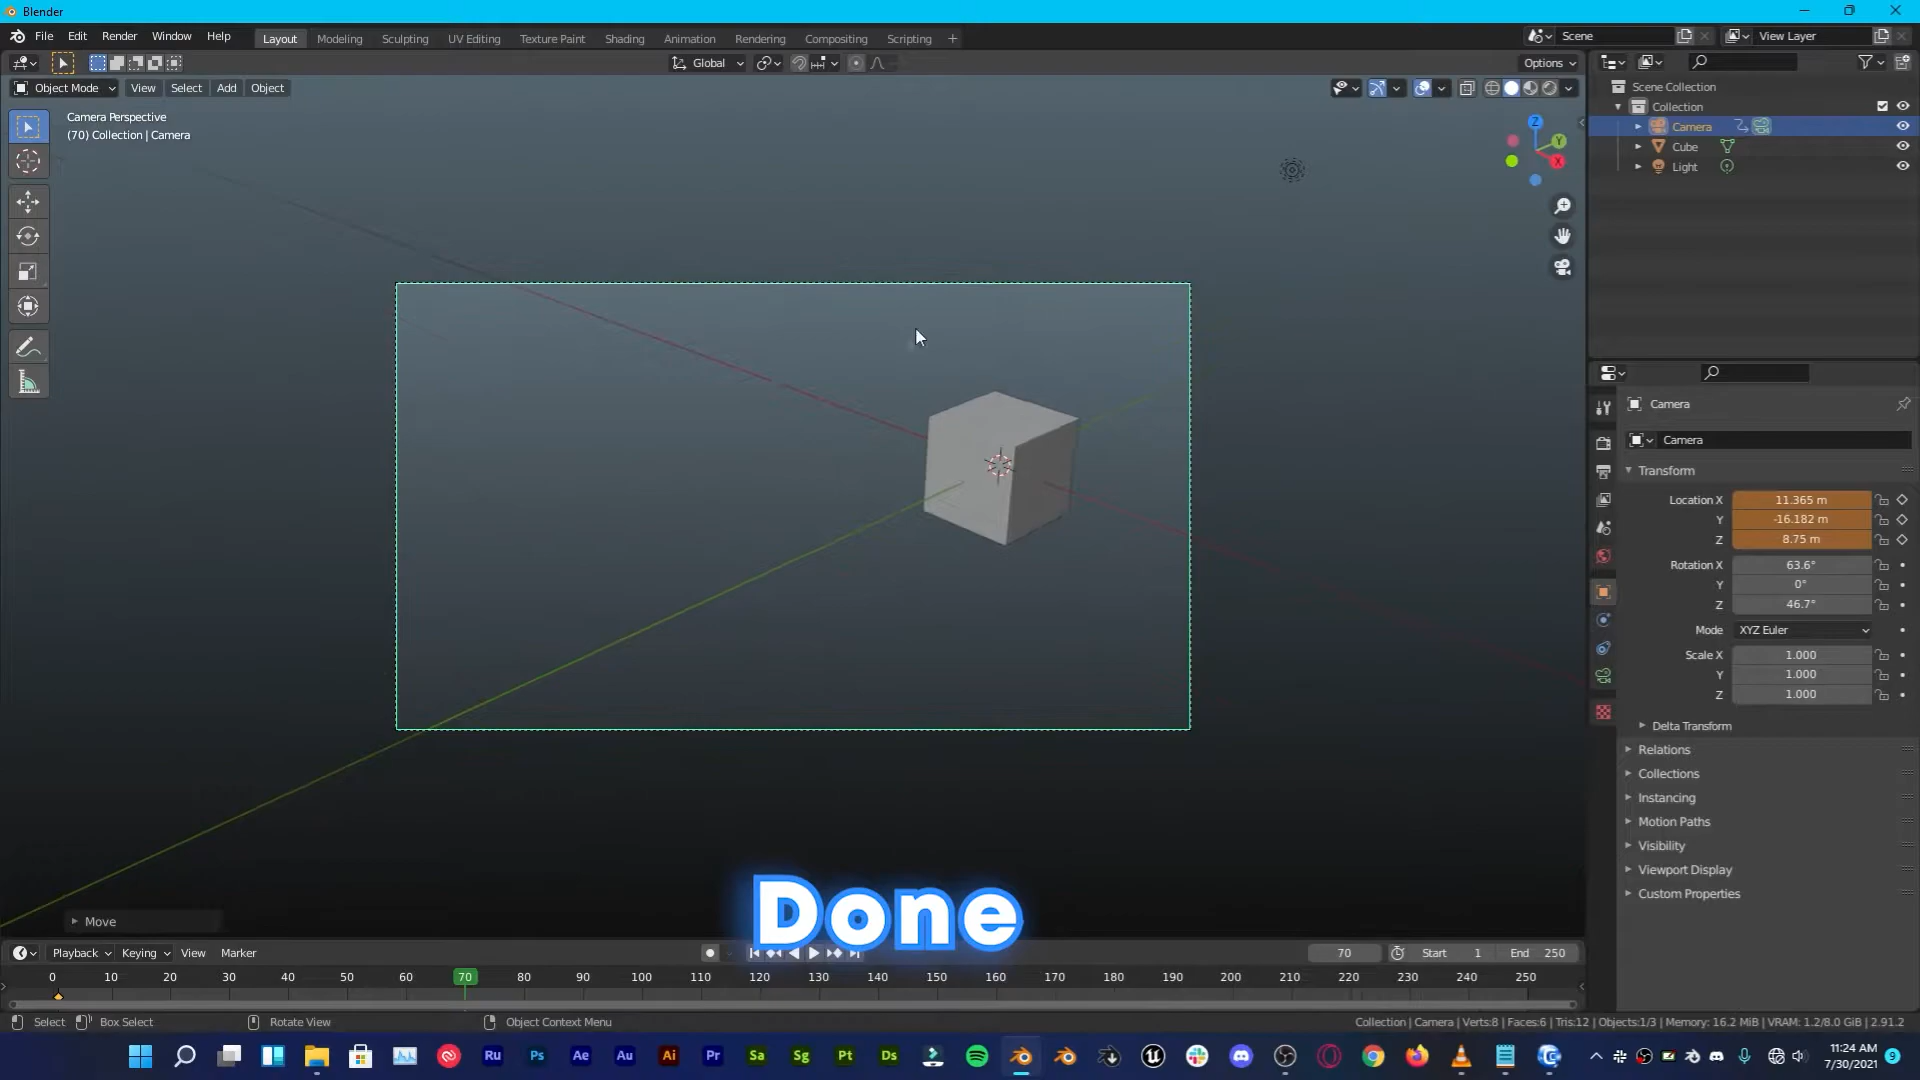 Blender
File Edit Render Window Help
Layout Modeling Sculpting UV Editing Texture Paint Shading Animation Rendering Compositing Scripting +
Scene
View Layer
Global
Options
Object Mode View Select Add Object
Camera Perspective
(70) Collection | Camera
Z
Y
X
Scene Collection
Collection
Camera
Cube
Light
Camera
Camera
Transform
Location X 11.365 m
Y -16.182 m
Z 8.75 m
Rotation X 63.6°
Y 0°
Z 46.7°
Mode XYZ Euler
Scale X 1.000
Y 1.000
Z 1.000
Delta Transform
Relations
Collections
Instancing
Motion Paths
Visibility
Viewport Display
Custom Properties
Move
Done
Playback Keying View Marker
70 Start 1 End 250
0 10 20 30 40 50 60 70 80 90 100 110 120 130 140 150 160 170 180 190 200 210 220 230 240 250
Select Box Select Rotate View Object Context Menu
Collection | Camera | Verts:8 | Faces:6 | Tris:12 | Objects:1/3 | Memory: 16.2 MiB | VRAM: 1.2/8.0 GiB | 2.91.2
Ru Ps Ae Au Ai Pr Sa Sg Pt Ds
11:24 AM
7/30/2021
9